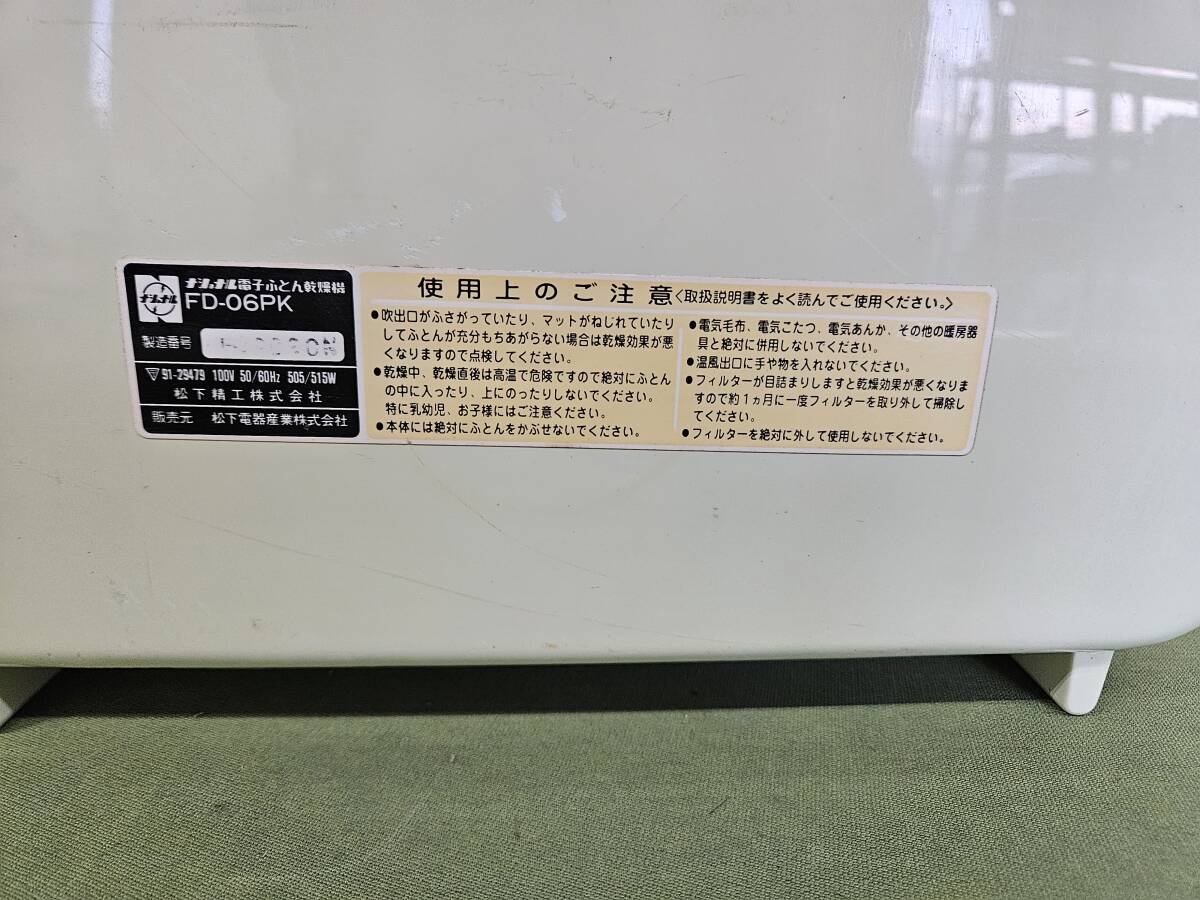 ナショナル
ナショナル電子ふとん乾燥機
FD-06PK
製造番号
▽91-29479 100V 50/60Hz 505/515W
松下精工株式会社
販売元 松下電器産業株式会社
使用上のご注意〈取扱説明書をよく読んでご使用ください。〉
●吹出口がふさがっていたり、マットがねじれていたり
してふとんが充分もちあがらない場合は乾燥効果が悪
くなりますので点検してください。
●乾燥中、乾燥直後は高温で危険ですので絶対にふとん
の中に入ったり、上にのったりしないでください。
特に乳幼児、お子様にはご注意ください。
●本体には絶対にふとんをかぶせないでください。
●電気毛布、電気こたつ、電気あんか、その他の暖房器
具と絶対に併用しないでください。
●温風出口に手や物を入れないでください。
●フィルターが目詰まりしますと乾燥効果が悪くなりま
すので約1ヵ月に一度フィルターを取り外して掃除し
てください。
●フィルターを絶対に外して使用しないでください。